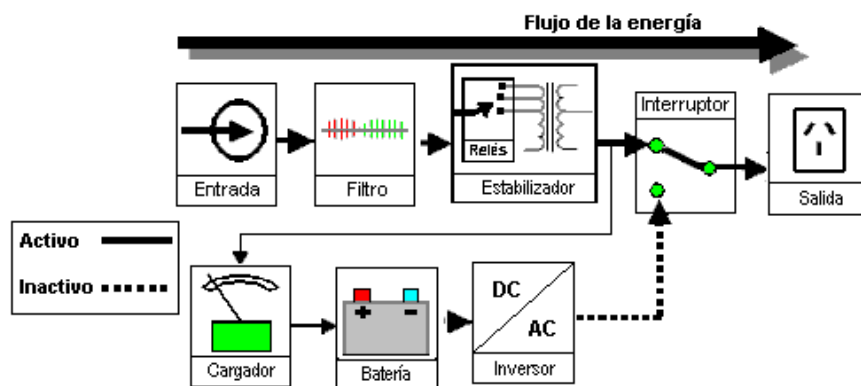 Flujo de la energía
Interruptor
Relés
Entrada
Filtro
Estabilizador
Salida
Activo
Inactivo
DC
AC
+ -
Cargador
Batería
Inversor